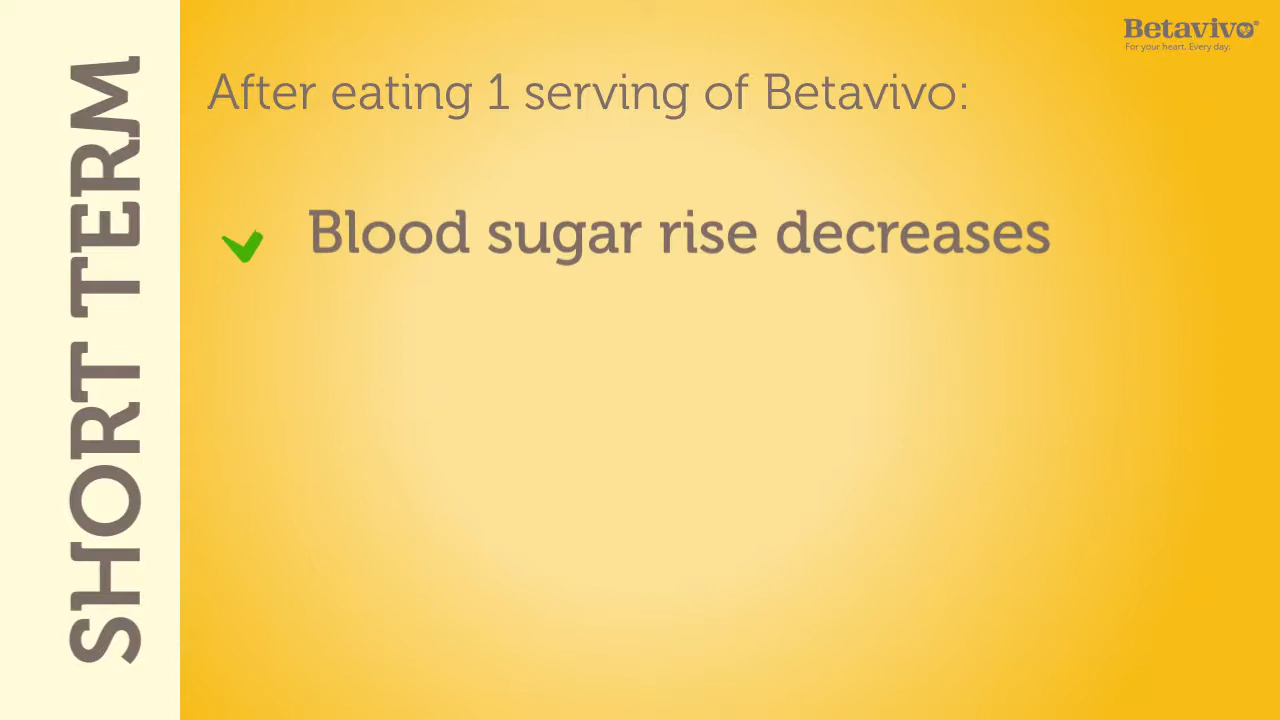 Betavivo®
For your heart. Every day.
SHORT TERM
After eating 1 serving of Betavivo:
Blood sugar rise decreases